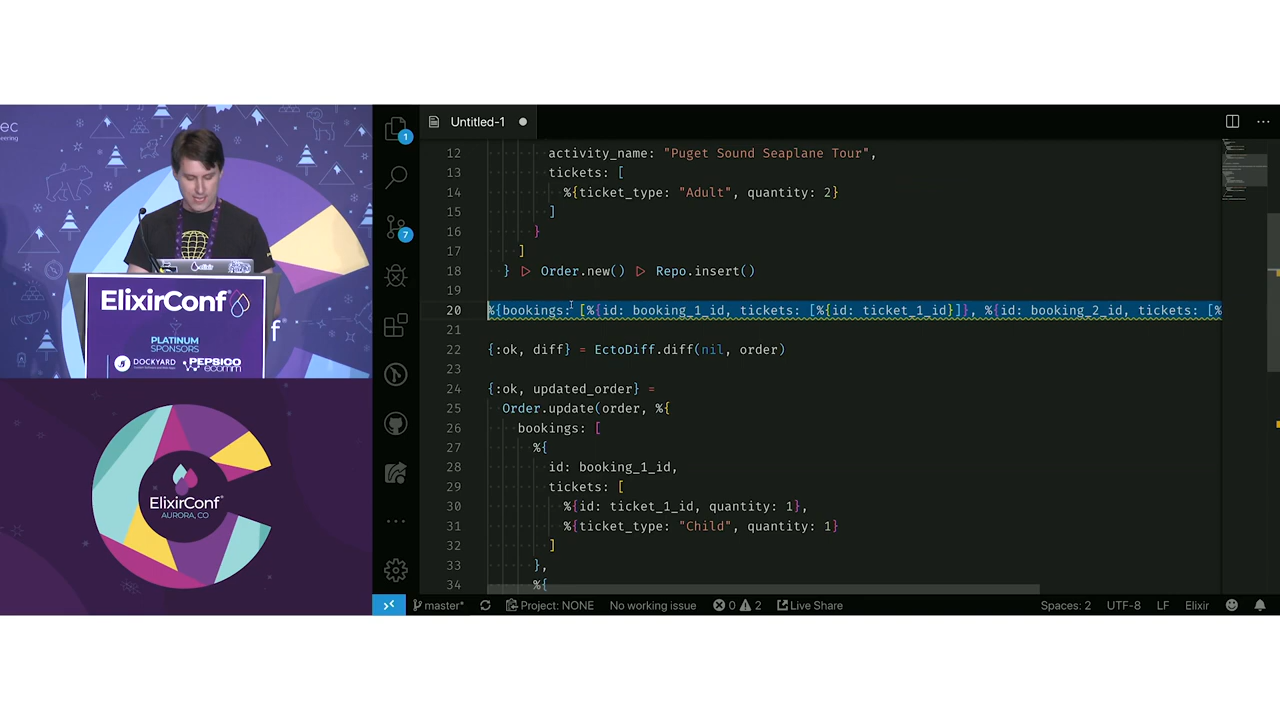 ec
ElixirConf
f
PLATINUM
SPONSORS
DOCKYARD
PEPSICO
ecomm
ElixirConf
AURORA, CO
1
7
Untitled-1
12 activity_name: "Puget Sound Seaplane Tour",
13 tickets: [
14 %{ticket_type: "Adult", quantity: 2}
15 ]
16 }
17 ]
18 } |> Order.new() |> Repo.insert()
19
20 %{bookings: [%{id: booking_1_id, tickets: [%{id: ticket_1_id}]}, %{id: booking_2_id, tickets: [%
21
22 {:ok, diff} = EctoDiff.diff(nil, order)
23
24 {:ok, updated_order} =
25 Order.update(order, %{
26 bookings: [
27 %{
28 id: booking_1_id,
29 tickets: [
30 %{id: ticket_1_id, quantity: 1},
31 %{ticket_type: "Child", quantity: 1}
32 ]
33 },
34 %{
master* Project: NONE No working issue 0 2 Live Share Spaces: 2 UTF-8 LF Elixir